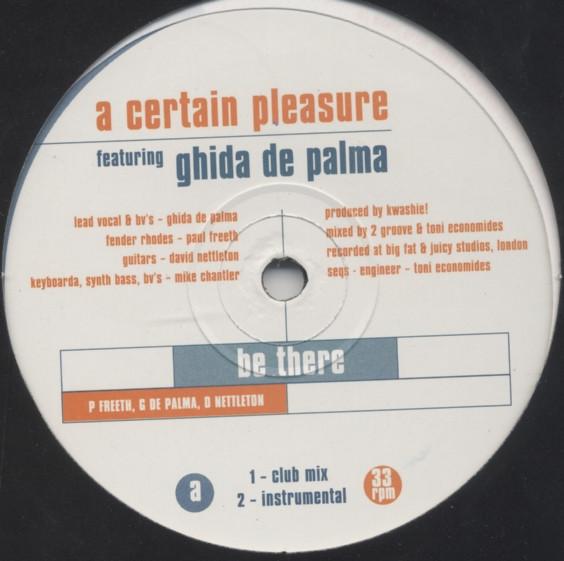 a certain pleasure
featuring ghida de palma
lead vocal & bv's - ghida de palma
fender rhodes - paul freeth
guitars - david nettleton
keyboarda, synth bass, bv's - mike chantler
produced by kwashie!
mixed by 2 groove & toni economides
recorded at big fat & juicy studios, london
seqs - engineer - toni economides
be there
P FREETH, G DE PALMA, D NETTLETON
a
1 - club mix
2 - instrumental
33
rpm